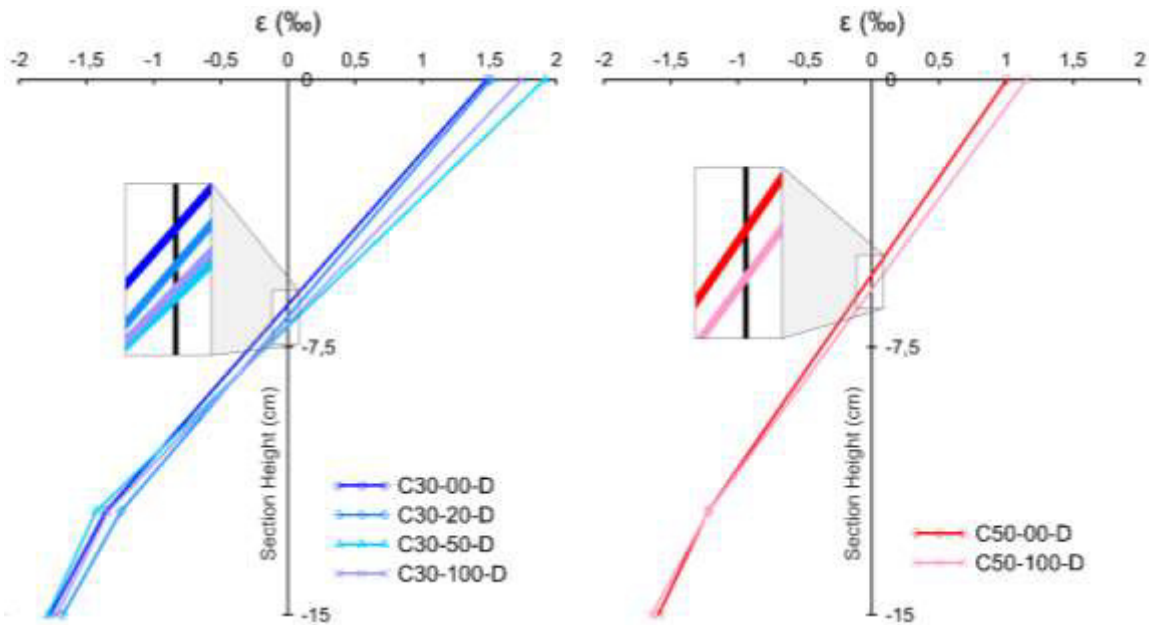 ε (‰)
-2 -1,5 -1 -0,5 0 0,5 1 1,5 2
0
-7,5
Section Height (cm)
-15
C30-00-D
C30-20-D
C30-50-D
C30-100-D
ε (‰)
-2 -1,5 -1 -0,5 0 0,5 1 1,5 2
0
-7,5
Section Height (cm)
-15
C50-00-D
C50-100-D